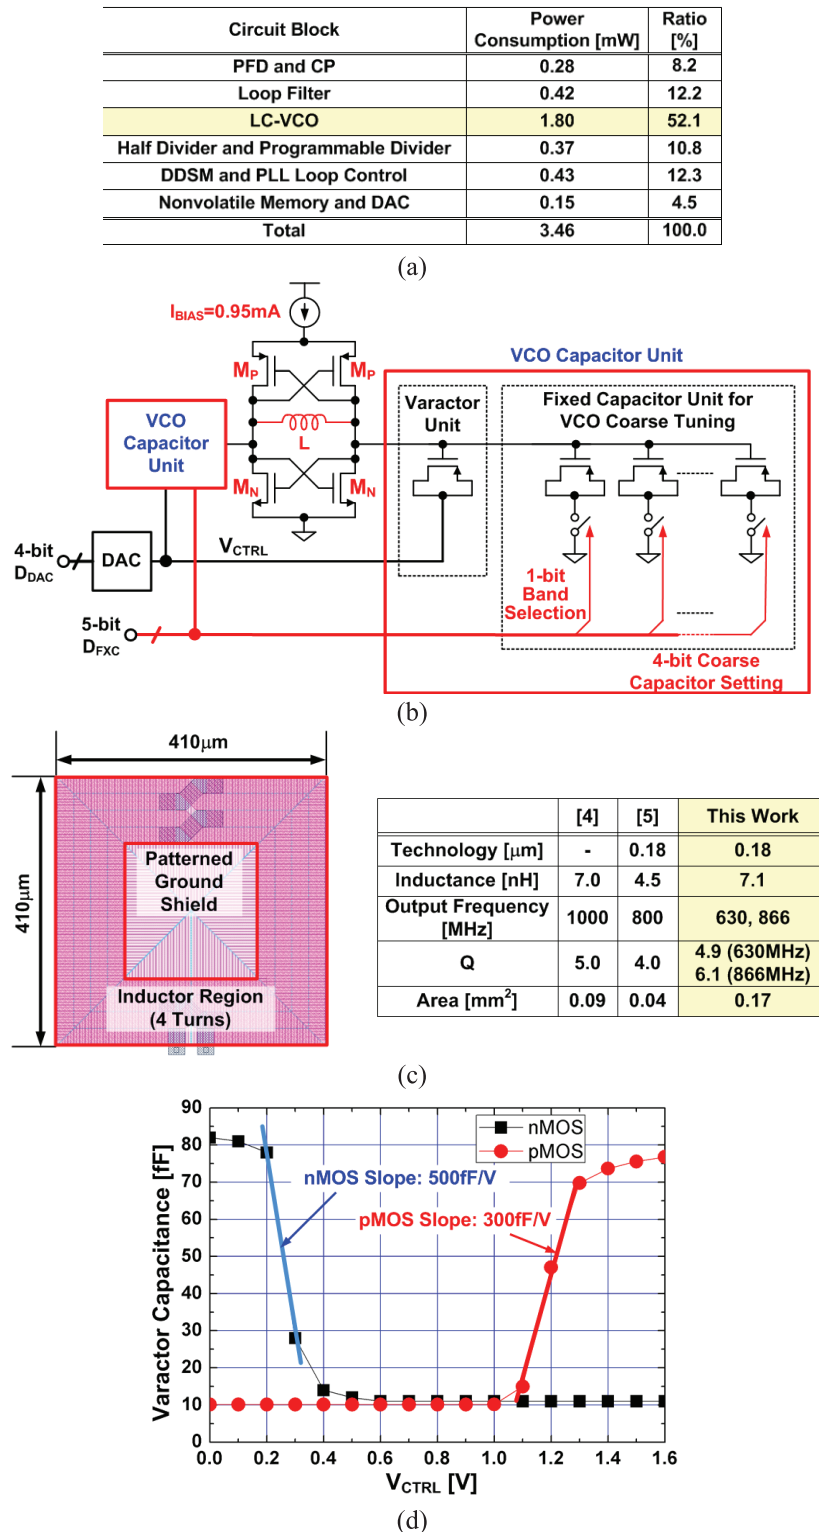 Circuit Block Power Consumption [mW] Ratio [%]
PFD and CP 0.28 8.2
Loop Filter 0.42 12.2
LC-VCO 1.80 52.1
Half Divider and Programmable Divider 0.37 10.8
DDSM and PLL Loop Control 0.43 12.3
Nonvolatile Memory and DAC 0.15 4.5
Total 3.46 100.0
(a)
I_BIAS=0.95mA
VCO Capacitor Unit
M_P M_P
VCO
Capacitor
Unit
L
M_N M_N
Varactor
Unit
Fixed Capacitor Unit for
VCO Coarse Tuning
4-bit
D_DAC
DAC
V_CTRL
1-bit
Band
Selection
5-bit
D_FXC
4-bit Coarse
Capacitor Setting
(b)
410μm
410μm
Patterned
Ground
Shield
Inductor Region
(4 Turns)
[4] [5] This Work
Technology [μm] - 0.18 0.18
Inductance [nH] 7.0 4.5 7.1
Output Frequency [MHz] 1000 800 630, 866
Q 5.0 4.0 4.9 (630MHz)
6.1 (866MHz)
Area [mm²] 0.09 0.04 0.17
(c)
Varactor Capacitance [fF]
90
80
70
60
50
40
30
20
10
0
nMOS
pMOS
nMOS Slope: 500fF/V
pMOS Slope: 300fF/V
0.0 0.2 0.4 0.6 0.8 1.0 1.2 1.4 1.6
V_CTRL [V]
(d)